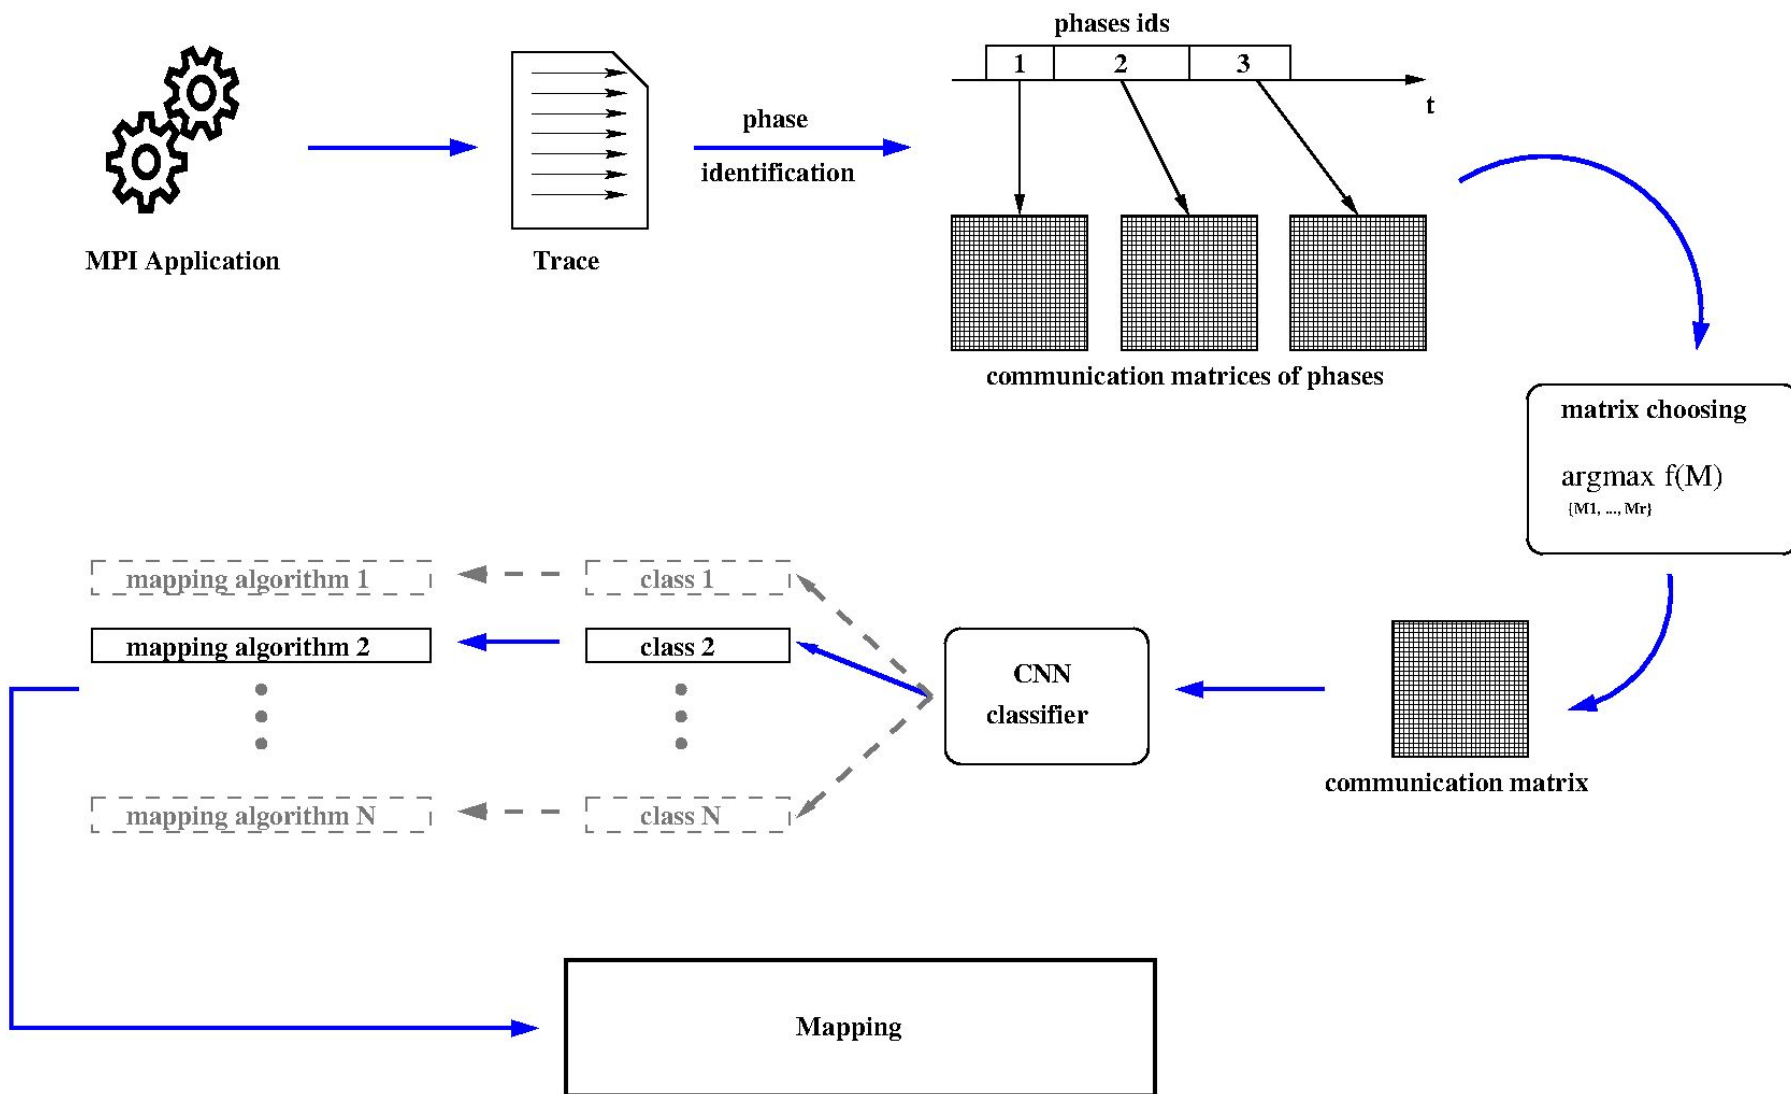 phases ids
1 2 3
t
phase
identification
MPI Application
Trace
communication matrices of phases
matrix choosing
argmax f(M)
{M1, ..., Mr}
mapping algorithm 1
class 1
mapping algorithm 2
class 2
CNN
classifier
communication matrix
mapping algorithm N
class N
Mapping